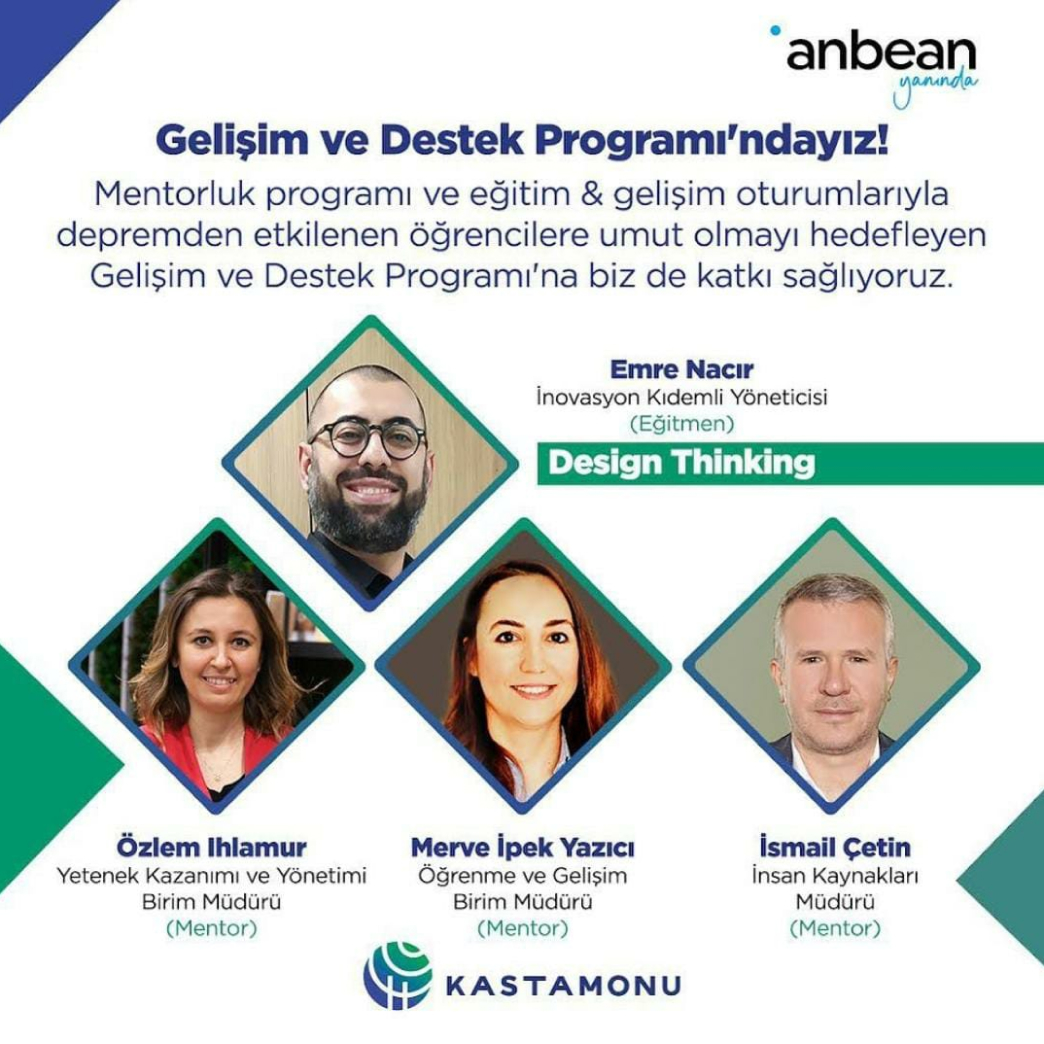 anbean
yanında
Gelişim ve Destek Programı'ndayız!
Mentorluk programı ve eğitim & gelişim oturumlarıyla
depremden etkilenen öğrencilere umut olmayı hedefleyen
Gelişim ve Destek Programı'na biz de katkı sağlıyoruz.
Emre Nacır
İnovasyon Kıdemli Yöneticisi
(Eğitmen)
Design Thinking
Özlem Ihlamur
Yetenek Kazanımı ve Yönetimi
Birim Müdürü
(Mentor)
Merve İpek Yazıcı
Öğrenme ve Gelişim
Birim Müdürü
(Mentor)
İsmail Çetin
İnsan Kaynakları
Müdürü
(Mentor)
KASTAMONU